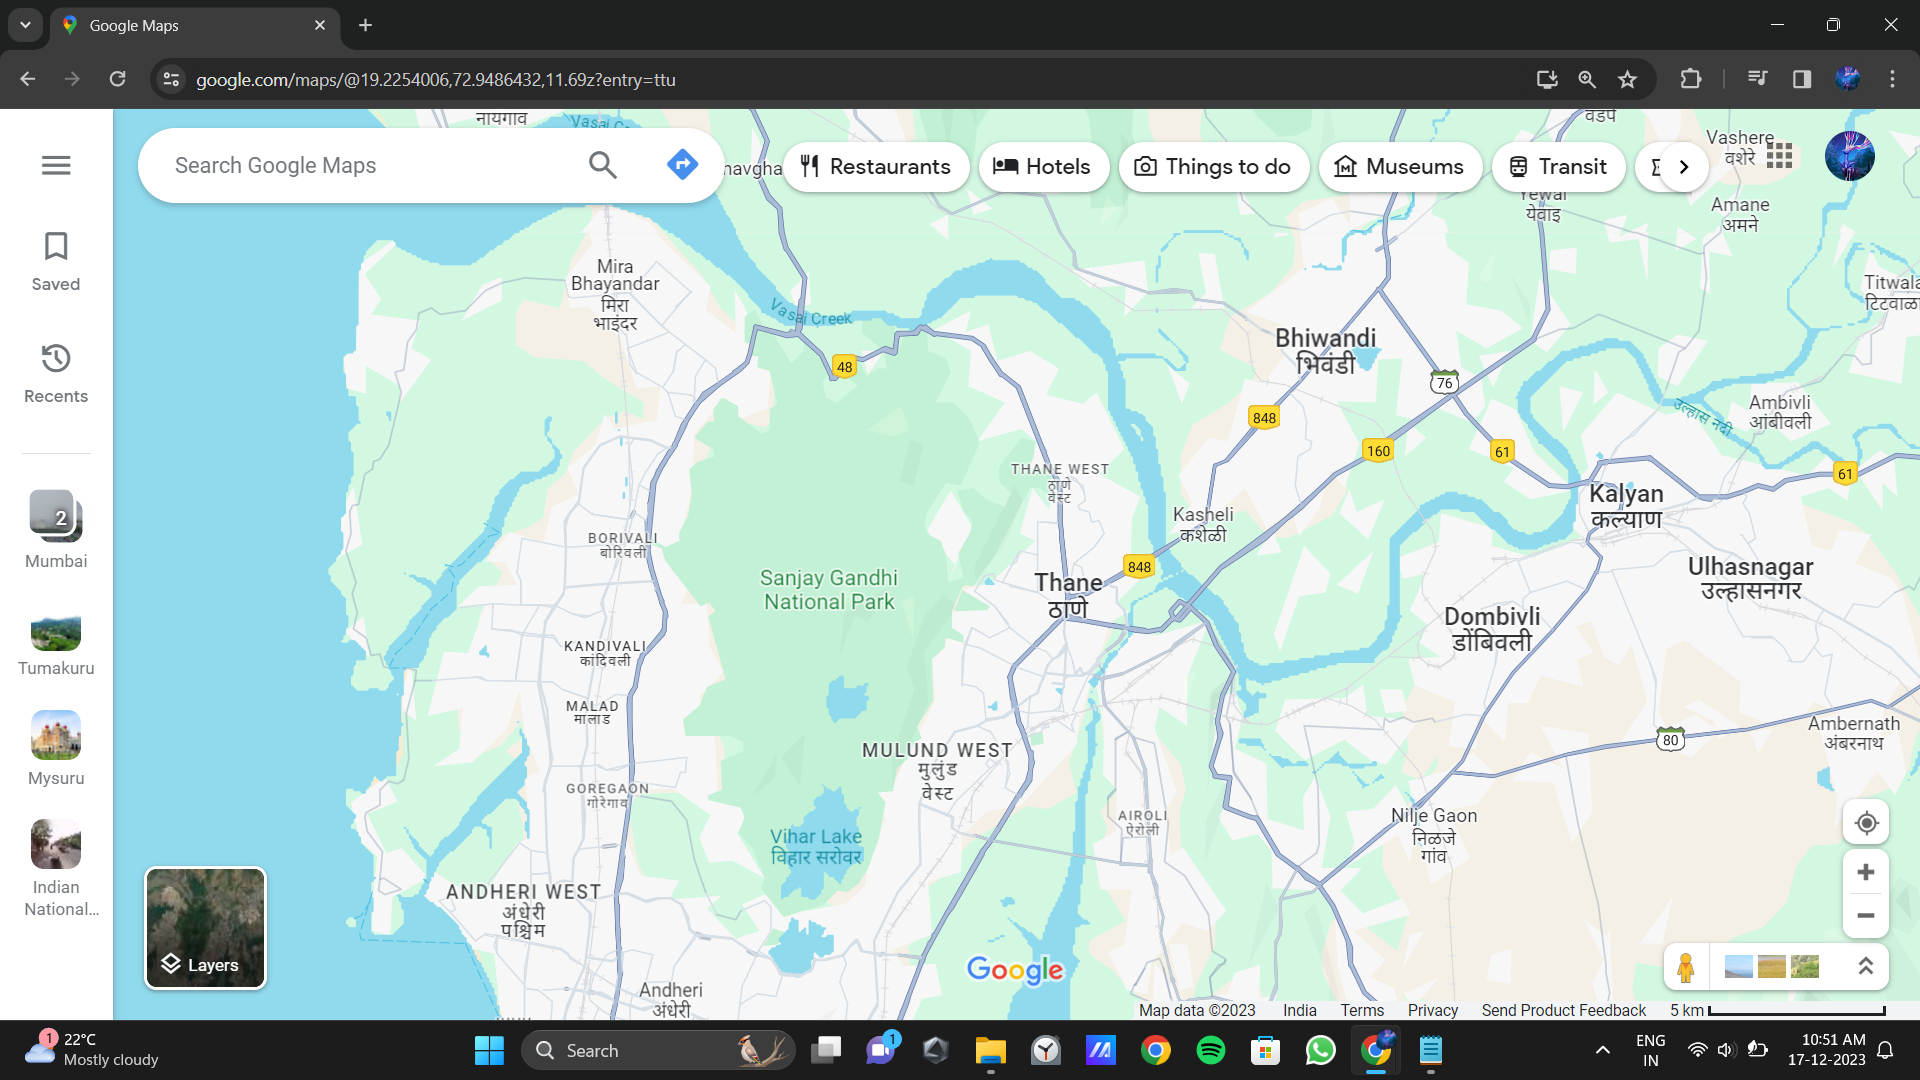 Google Maps
google.com/maps/@19.2254006,72.9486432,11.69z?entry=ttu
Search Google Maps
Restaurants
Hotels
Things to do
Museums
Transit
Saved
Recents
2
Mumbai
Tumakuru
Mysuru
Indian
National...
नायगाव
Vasai C
navgha
वडपे
Vashere
वशेरे
Amane
अमने
येवाइ
Titwala
टिटवाळा
Mira
Bhayandar
मिरा
भाईंदर
Vasai Creek
48
Bhiwandi
भिवंडी
76
848
160
61
Ambivli
आंबीवली
उल्हास नदी
61
THANE WEST
ठाणे
वेस्ट
Kasheli
कशेळी
Kalyan
कल्याण
BORIVALI
बोरिवली
Sanjay Gandhi
National Park
Thane
ठाणे
848
Ulhasnagar
उल्हासनगर
Dombivli
डोंबिवली
KANDIVALI
कांदिवली
MALAD
मालाड
MULUND WEST
मुलुंड
वेस्ट
80
Ambernath
अंबरनाथ
GOREGAON
गोरेगाव
AIROLI
ऐरोली
Nilje Gaon
निळजे
गांव
Vihar Lake
विहार सरोवर
ANDHERI WEST
अंधेरी
पश्चिम
Andheri
अंधेरी
Layers
Google
Map data ©2023
India
Terms
Privacy
Send Product Feedback
5 km
1
22°C
Mostly cloudy
Search
1
ENG
IN
10:51 AM
17-12-2023